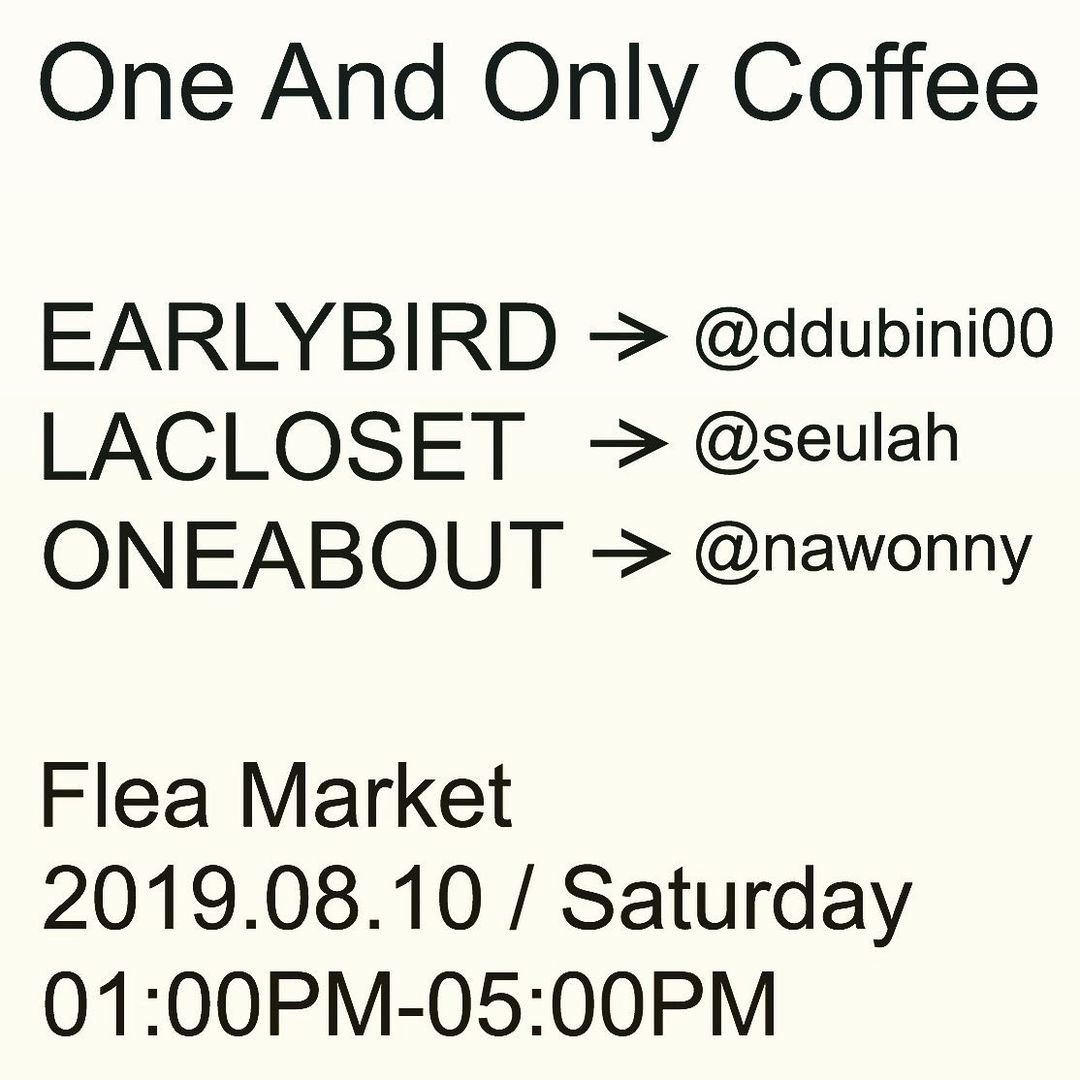 One And Only Coffee
EARLYBIRD → @ddubini00
LACLOSET → @seulah
ONEABOUT → @nawonny
Flea Market
2019.08.10 / Saturday
01:00PM-05:00PM